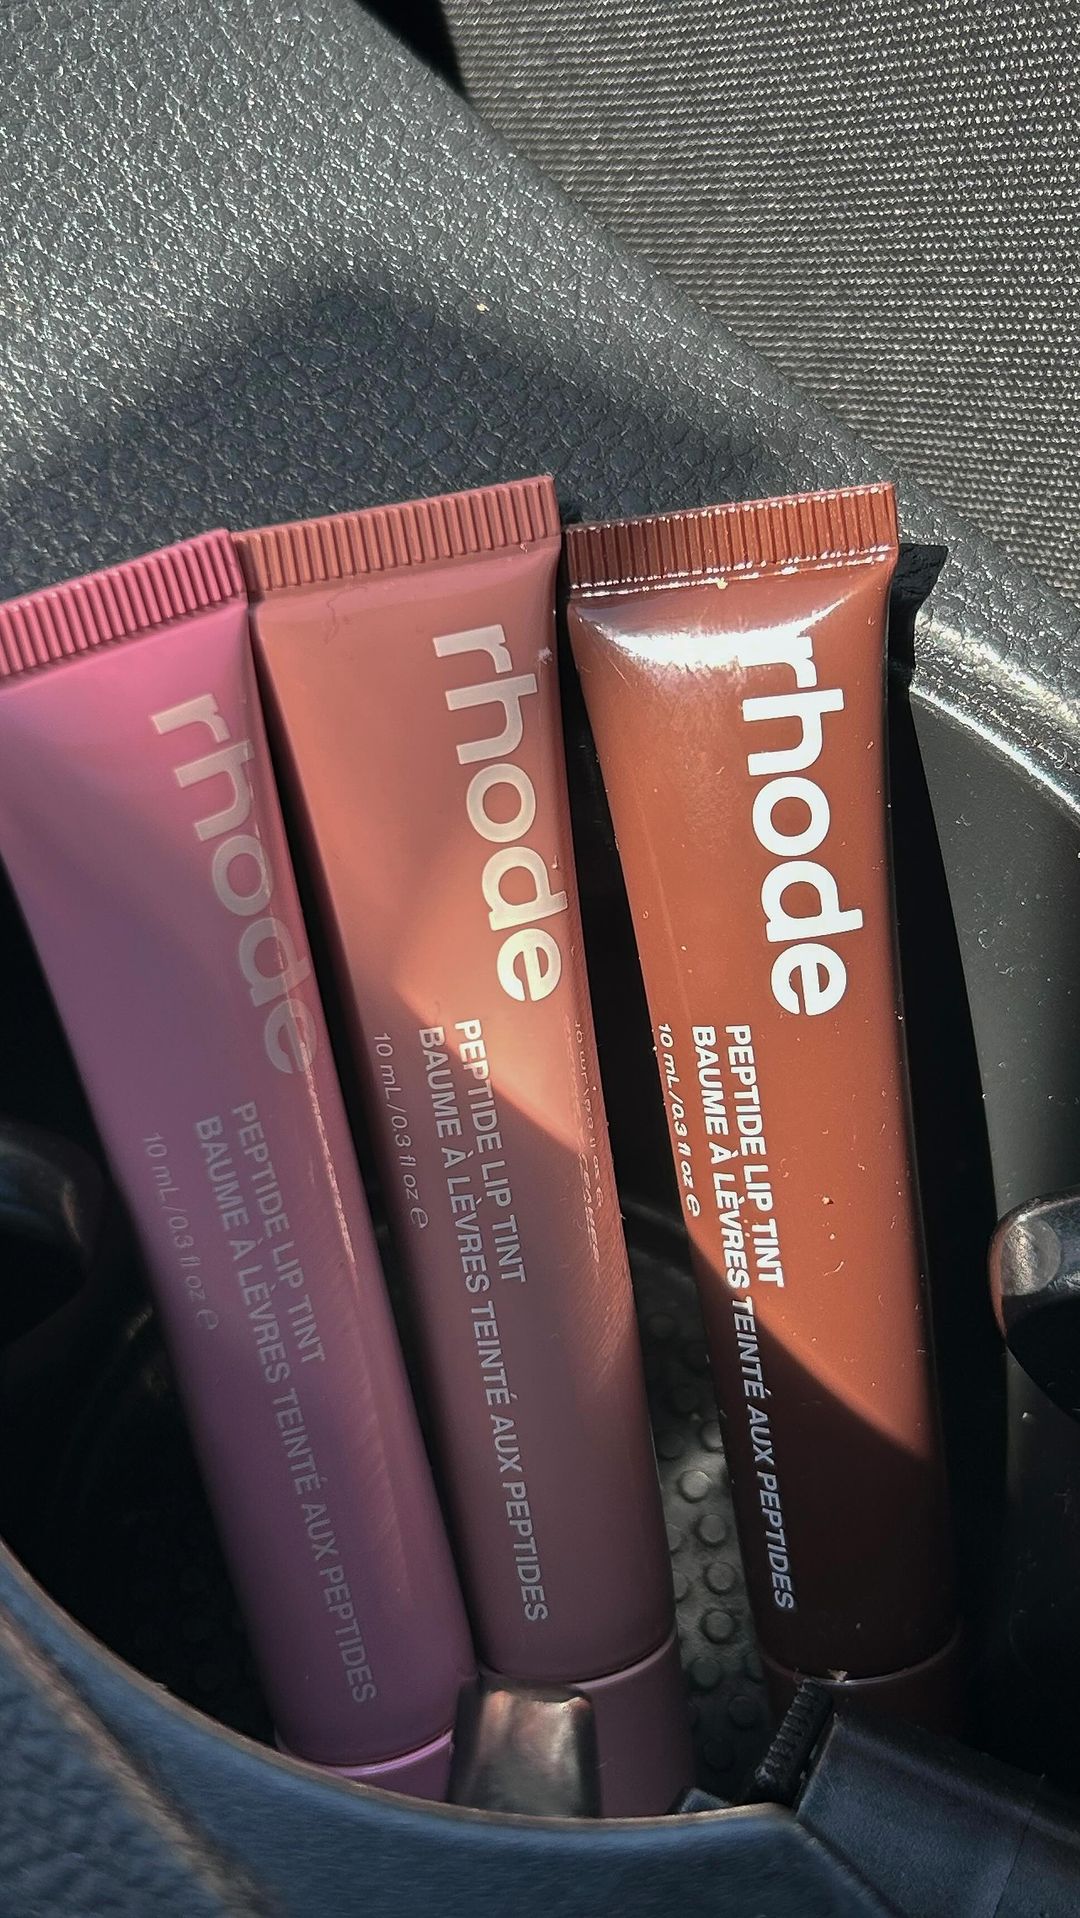 rhode
PEPTIDE LIP TINT
BAUME À LÈVRES TEINTÉ AUX PEPTIDES
10 mL / 0.3 fl oz ℮
rhode
PEPTIDE LIP TINT
BAUME À LÈVRES TEINTÉ AUX PEPTIDES
10 mL / 0.3 fl oz ℮
rhode
PEPTIDE LIP TINT
BAUME À LÈVRES TEINTÉ AUX PEPTIDES
10 mL / 0.3 fl oz ℮